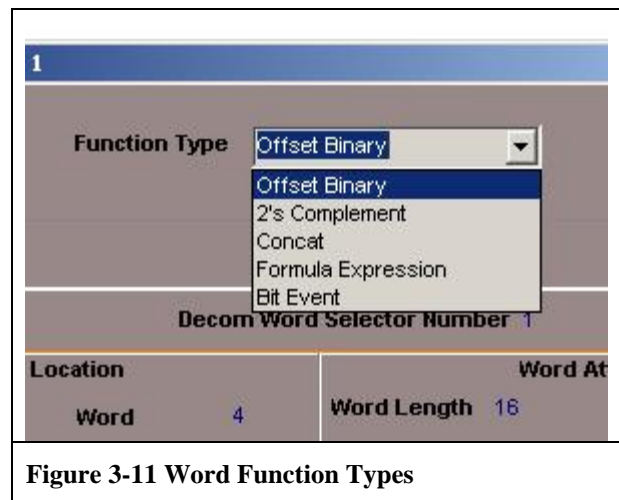 1
Function Type Offset Binary
Offset Binary
2's Complement
Concat
Formula Expression
Bit Event
Decom Word Selector Number 1
Location Word At
Word 4 Word Length 16
Figure 3-11 Word Function Types